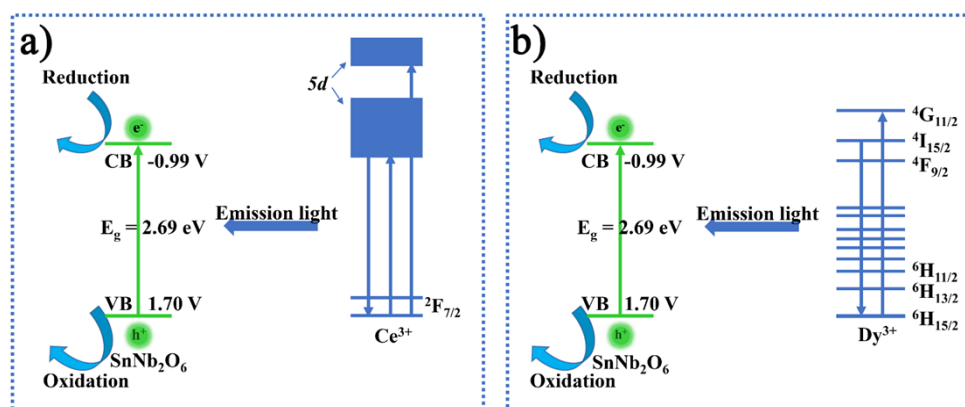 a)
Reduction
e-
CB -0.99 V
Eg = 2.69 eV
VB 1.70 V
h+
SnNb2O6
Oxidation
Emission light
5d
2F7/2
Ce3+
b)
Reduction
e-
CB -0.99 V
Eg = 2.69 eV
VB 1.70 V
h+
SnNb2O6
Oxidation
Emission light
4G11/2
4I15/2
4F9/2
6H11/2
6H13/2
6H15/2
Dy3+